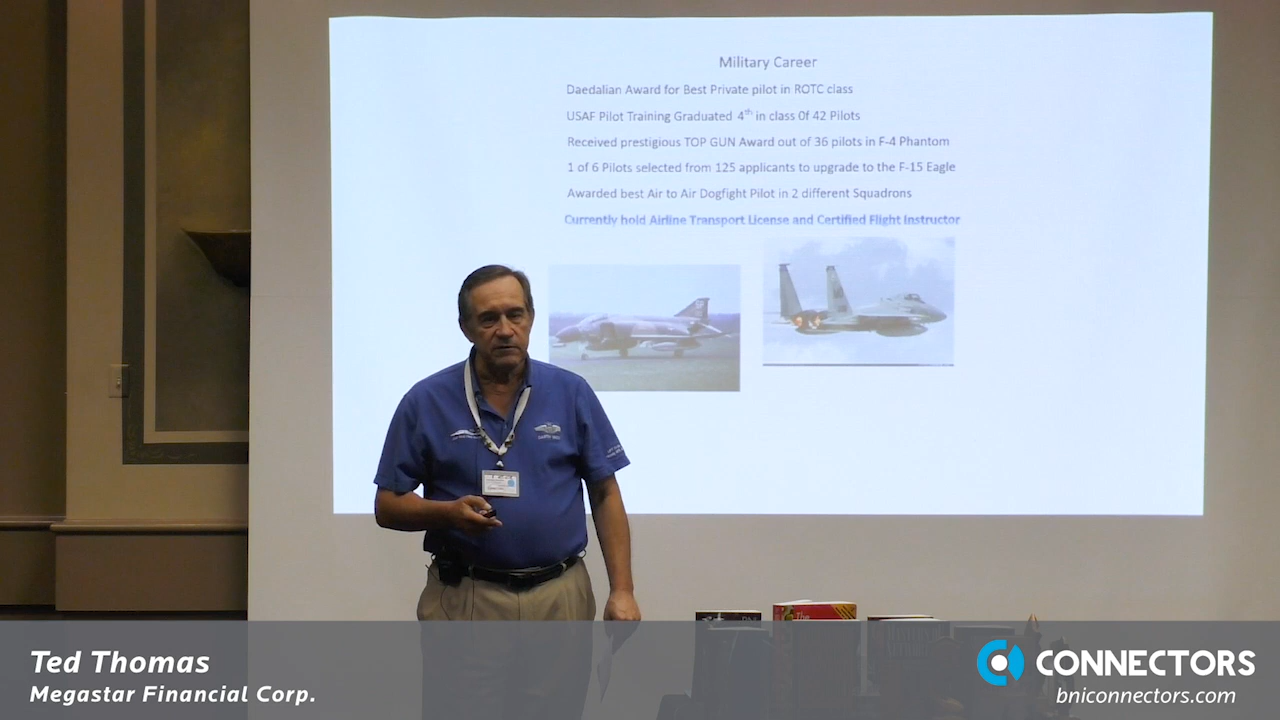 Military Career
Daedalian Award for Best Private pilot in ROTC class
USAF Pilot Training Graduated 4th in class 0f 42 Pilots
Received prestigious TOP GUN Award out of 36 pilots in F-4 Phantom
1 of 6 Pilots selected from 125 applicants to upgrade to the F-15 Eagle
Awarded best Air to Air Dogfight Pilot in 2 different Squadrons
Currently hold Airline Transport License and Certified Flight Instructor
The
Ted Thomas
Megastar Financial Corp.
CONNECTORS
bniconnectors.com